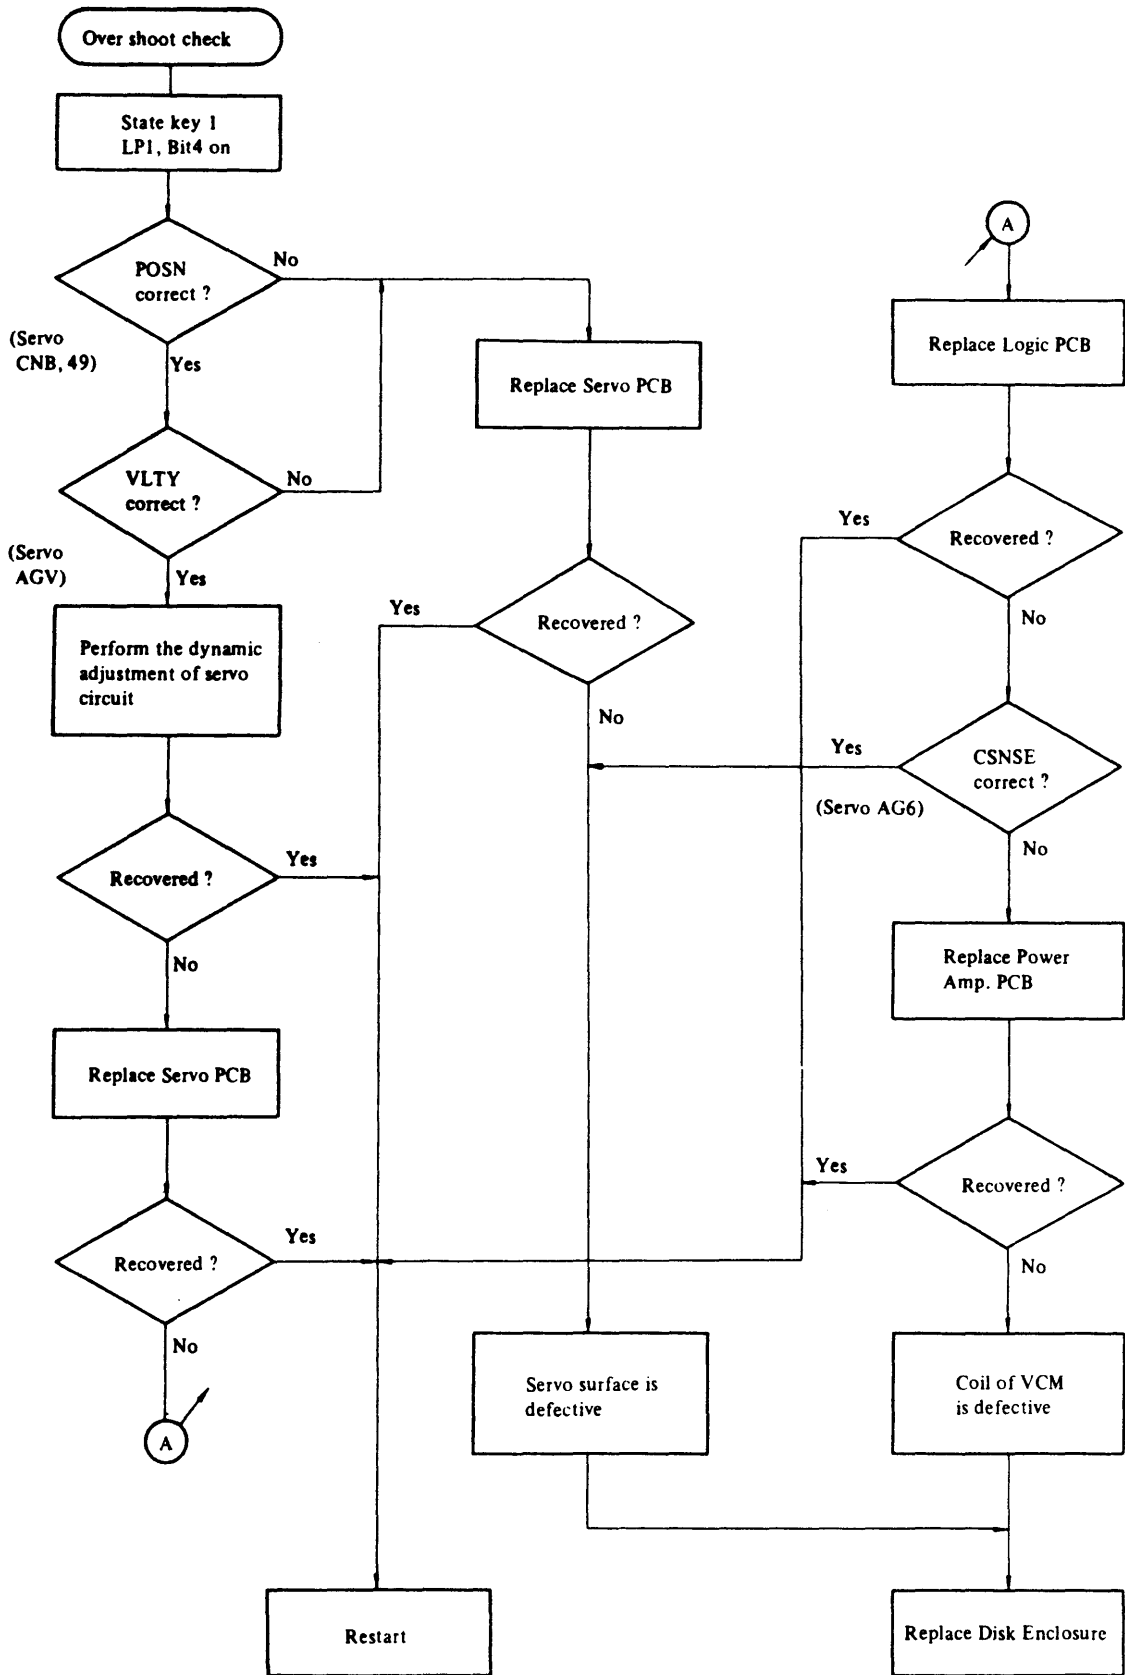 Over shoot check
State key 1
LP1, Bit4 on
POSN
correct ?
No
(Servo
CNB, 49)
Yes
VLTY
correct ?
No
(Servo
AGV)
Yes
Perform the dynamic
adjustment of servo
circuit
Recovered ?
Yes
No
Replace Servo PCB
Recovered ?
Yes
No
A
Replace Servo PCB
Yes
Recovered ?
No
Servo surface is
defective
Restart
A
Replace Logic PCB
Yes
Recovered ?
No
Yes
CSNSE
correct ?
(Servo AG6)
No
Replace Power
Amp. PCB
Yes
Recovered ?
No
Coil of VCM
is defective
Replace Disk Enclosure